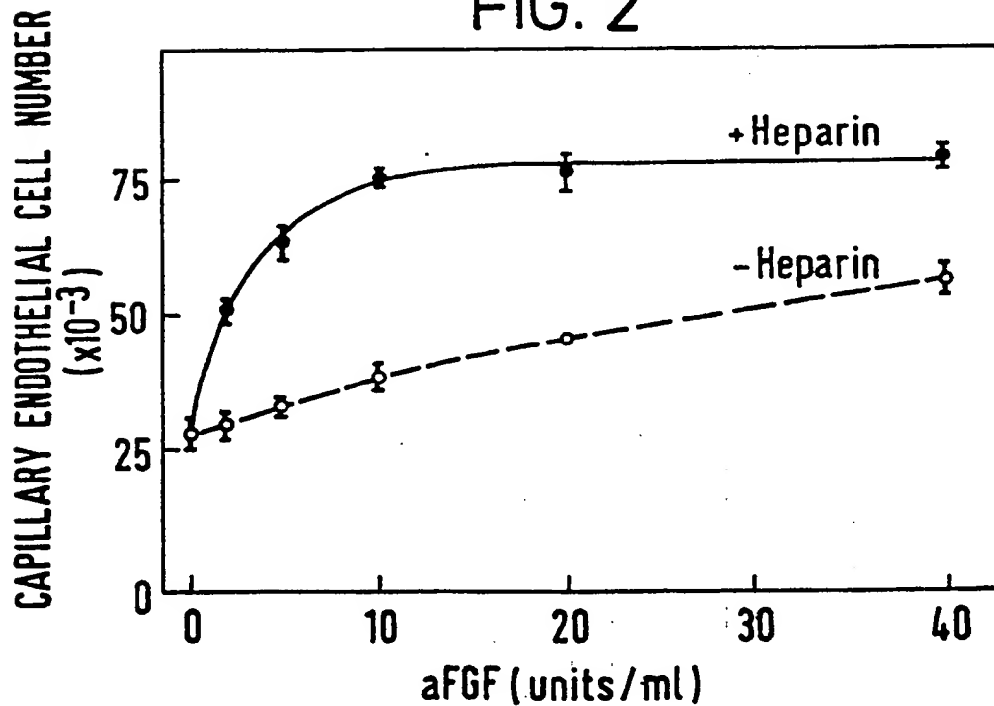 FIG. 2
CAPILLARY ENDOTHELIAL CELL NUMBER
(x10⁻³)
75
50
25
0
+Heparin
-Heparin
0 10 20 30 40
aFGF (units/ml)